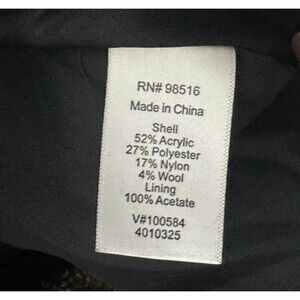 RN# 98516
Made in China
Shell
52% Acrylic
27% Polyester
17% Nylon
4% Wool
Lining
100% Acetate
V#100584
4010325